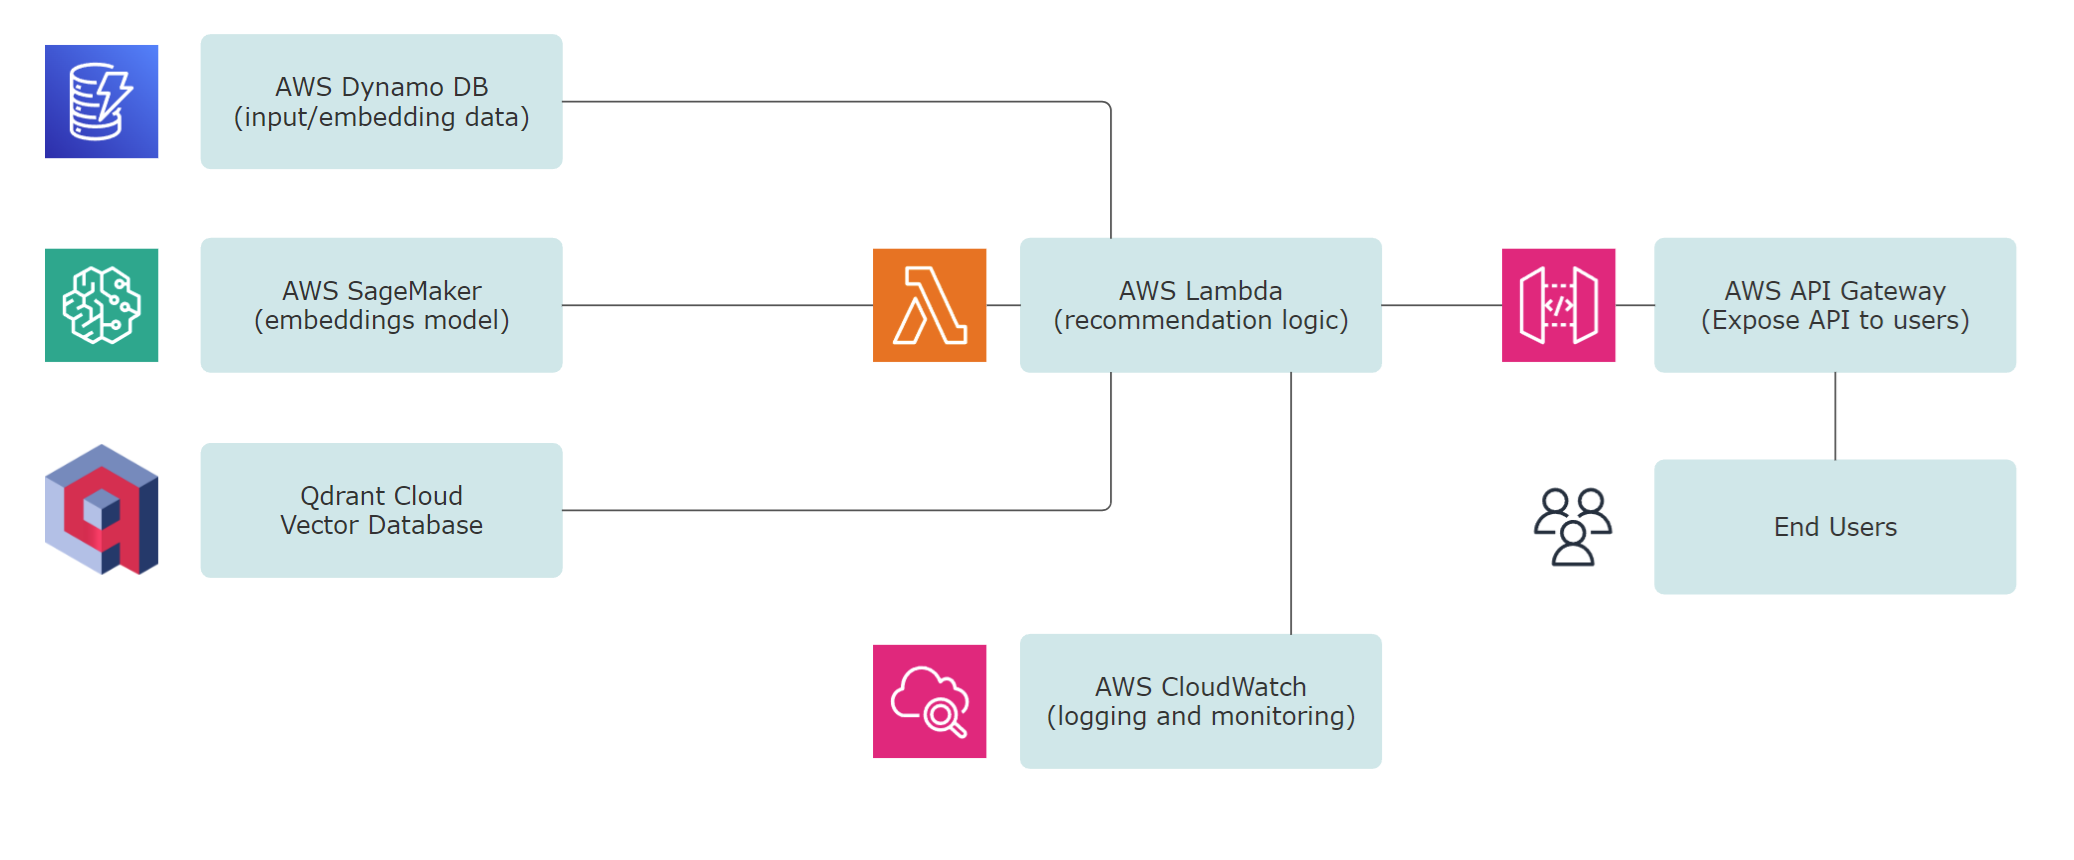 AWS Dynamo DB
(input/embedding data)
AWS SageMaker
(embeddings model)
AWS Lambda
(recommendation logic)
</>
AWS API Gateway
(Expose API to users)
Qdrant Cloud
Vector Database
End Users
AWS CloudWatch
(logging and monitoring)